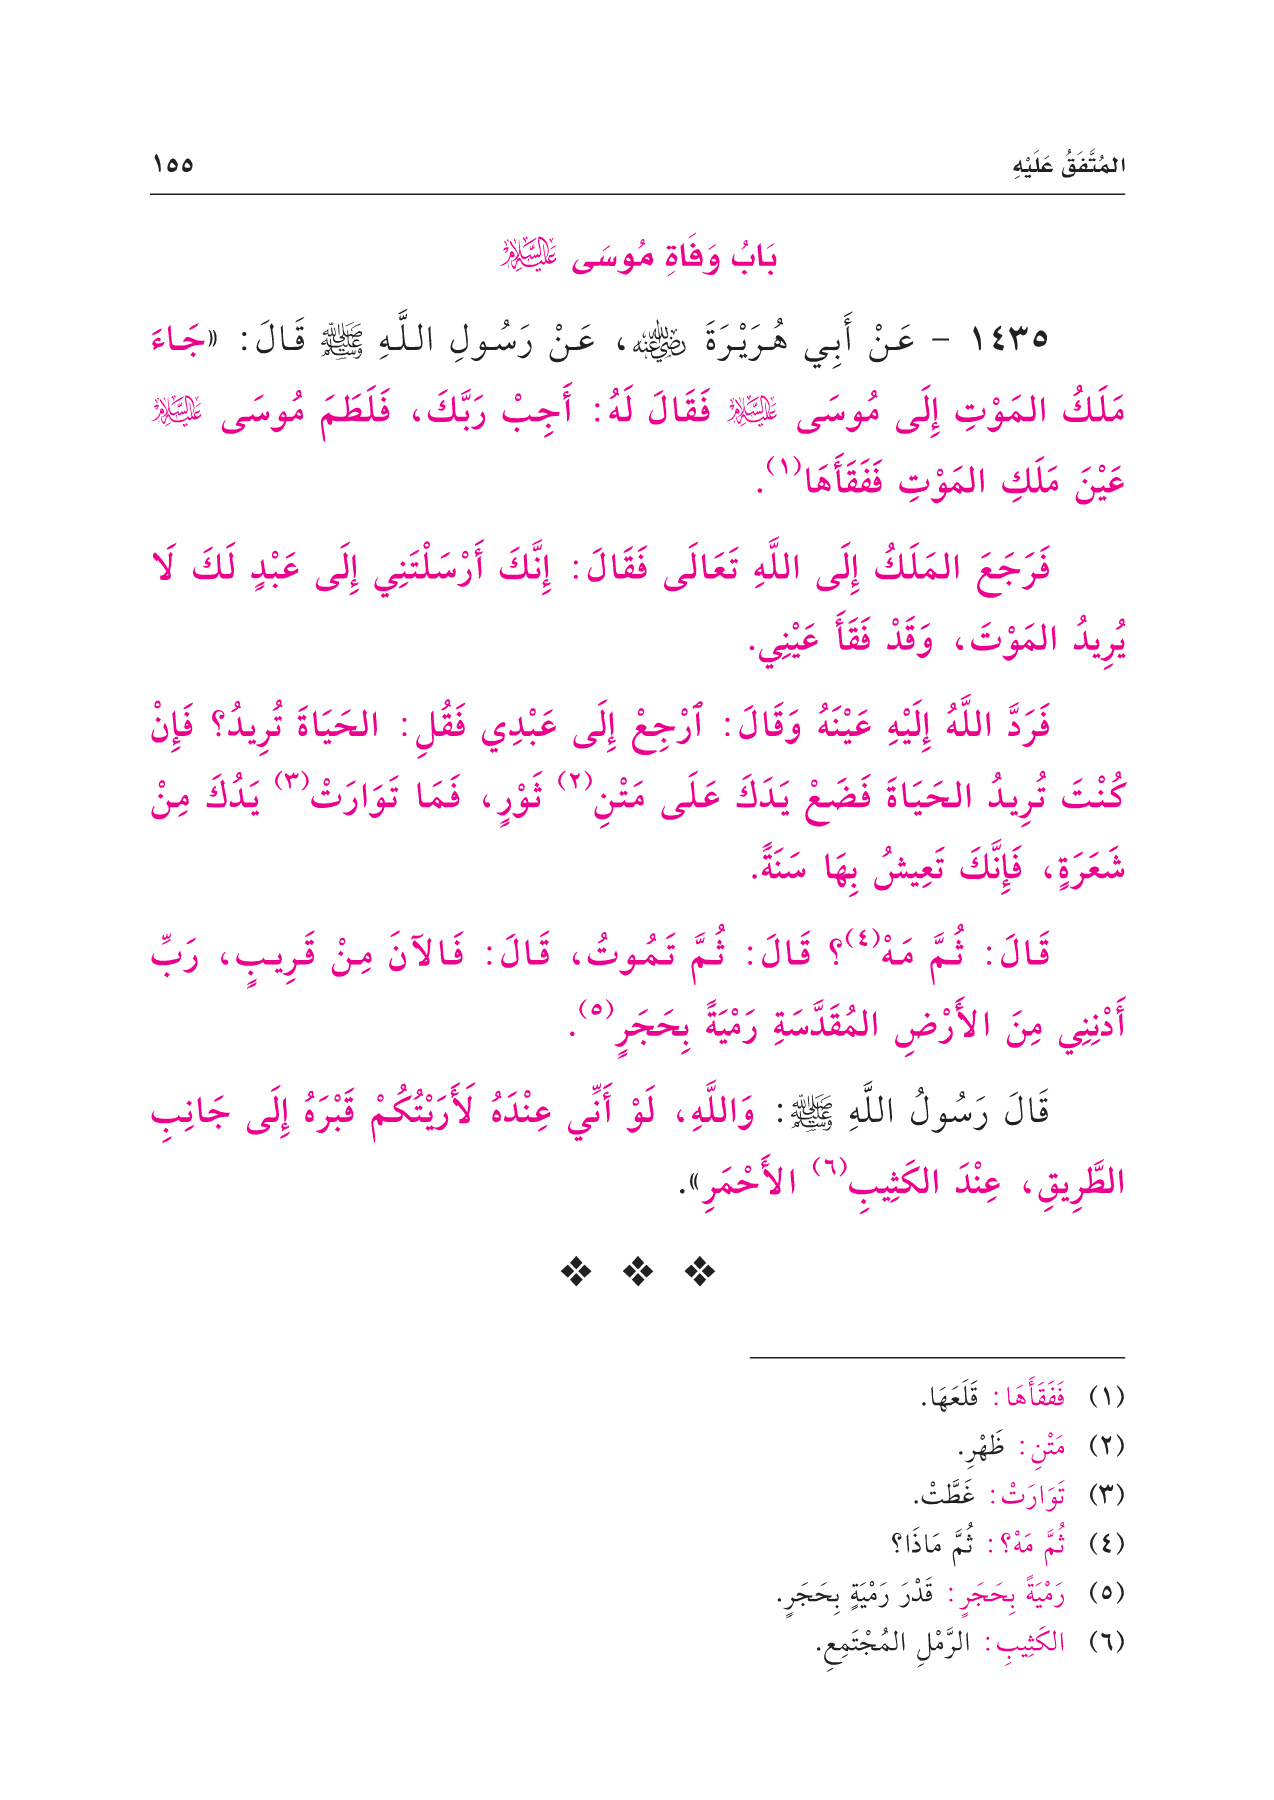 المُتَّفَقُ عَلَيْهِ ١٥٥
بَابُ وَفَاةِ مُوسَى عَلَيْهِ السَّلَامُ
١٤٣٥ - عَنْ أَبِي هُرَيْرَةَ رَضِيَ اللَّهُ عَنْهُ، عَنْ رَسُولِ اللَّهِ ﷺ قَالَ: «جَاءَ
مَلَكُ المَوْتِ إِلَى مُوسَى عَلَيْهِ السَّلَامُ فَقَالَ لَهُ: أَجِبْ رَبَّكَ، فَلَطَمَ مُوسَى عَلَيْهِ السَّلَامُ
عَيْنَ مَلَكِ المَوْتِ فَفَقَأَهَا(١).
فَرَجَعَ المَلَكُ إِلَى اللَّهِ تَعَالَى فَقَالَ: إِنَّكَ أَرْسَلْتَنِي إِلَى عَبْدٍ لَكَ لَا
يُرِيدُ المَوْتَ، وَقَدْ فَقَأَ عَيْنِي.
فَرَدَّ اللَّهُ إِلَيْهِ عَيْنَهُ وَقَالَ: ٱرْجِعْ إِلَى عَبْدِي فَقُلِ: الحَيَاةَ تُرِيدُ؟ فَإِنْ
كُنْتَ تُرِيدُ الحَيَاةَ فَضَعْ يَدَكَ عَلَى مَتْنِ(٢) ثَوْرٍ، فَمَا تَوَارَتْ(٣) يَدُكَ مِنْ
شَعَرَةٍ، فَإِنَّكَ تَعِيشُ بِهَا سَنَةً.
قَالَ: ثُمَّ مَهْ(٤)؟ قَالَ: ثُمَّ تَمُوتُ، قَالَ: فَالآنَ مِنْ قَرِيبٍ، رَبِّ
أَدْنِنِي مِنَ الأَرْضِ المُقَدَّسَةِ رَمْيَةً بِحَجَرٍ(٥).
قَالَ رَسُولُ اللَّهِ ﷺ: وَاللَّهِ، لَوْ أَنِّي عِنْدَهُ لَأَرَيْتُكُمْ قَبْرَهُ إِلَى جَانِبِ
الطَّرِيقِ، عِنْدَ الكَثِيبِ(٦) الأَحْمَرِ».
(١) فَفَقَأَهَا: قَلَعَهَا.
(٢) مَتْنِ: ظَهْرِ.
(٣) تَوَارَتْ: غَطَّتْ.
(٤) ثُمَّ مَهْ؟: ثُمَّ مَاذَا؟
(٥) رَمْيَةً بِحَجَرٍ: قَدْرَ رَمْيَةٍ بِحَجَرٍ.
(٦) الكَثِيبِ: الرَّمْلِ المُجْتَمِعِ.